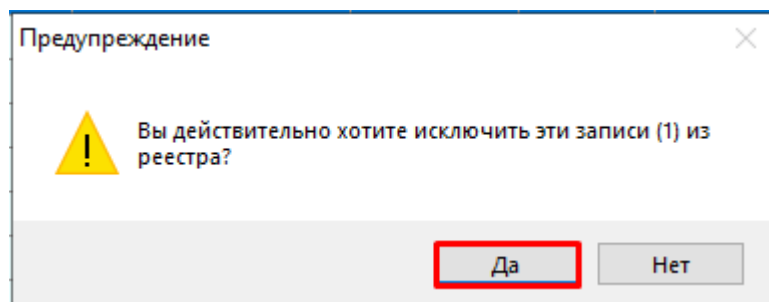 Предупреждение
Вы действительно хотите исключить эти записи (1) из
реестра?
Да
Нет